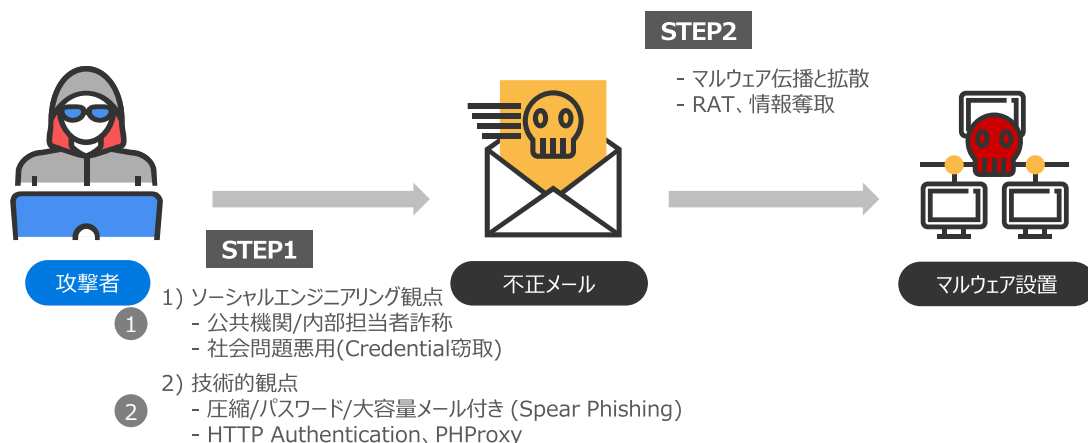 STEP2
- マルウェア伝播と拡散
- RAT、情報奪取
STEP1
攻撃者
不正メール
マルウェア設置
1) ソーシャルエンジニアリング観点
1
- 公共機関/内部担当者詐称
- 社会問題悪用(Credential窃取)
2) 技術的観点
2
- 圧縮/パスワード/大容量メール付き (Spear Phishing)
- HTTP Authentication、PHProxy